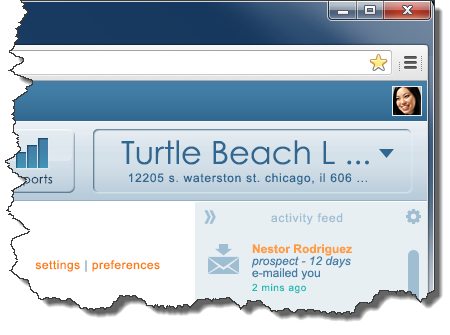 Turtle Beach L ...
ports
12205 s. waterston st. chicago, il 606 ...
activity feed
Nestor Rodriguez
prospect - 12 days
e-mailed you
2 mins ago
settings | preferences